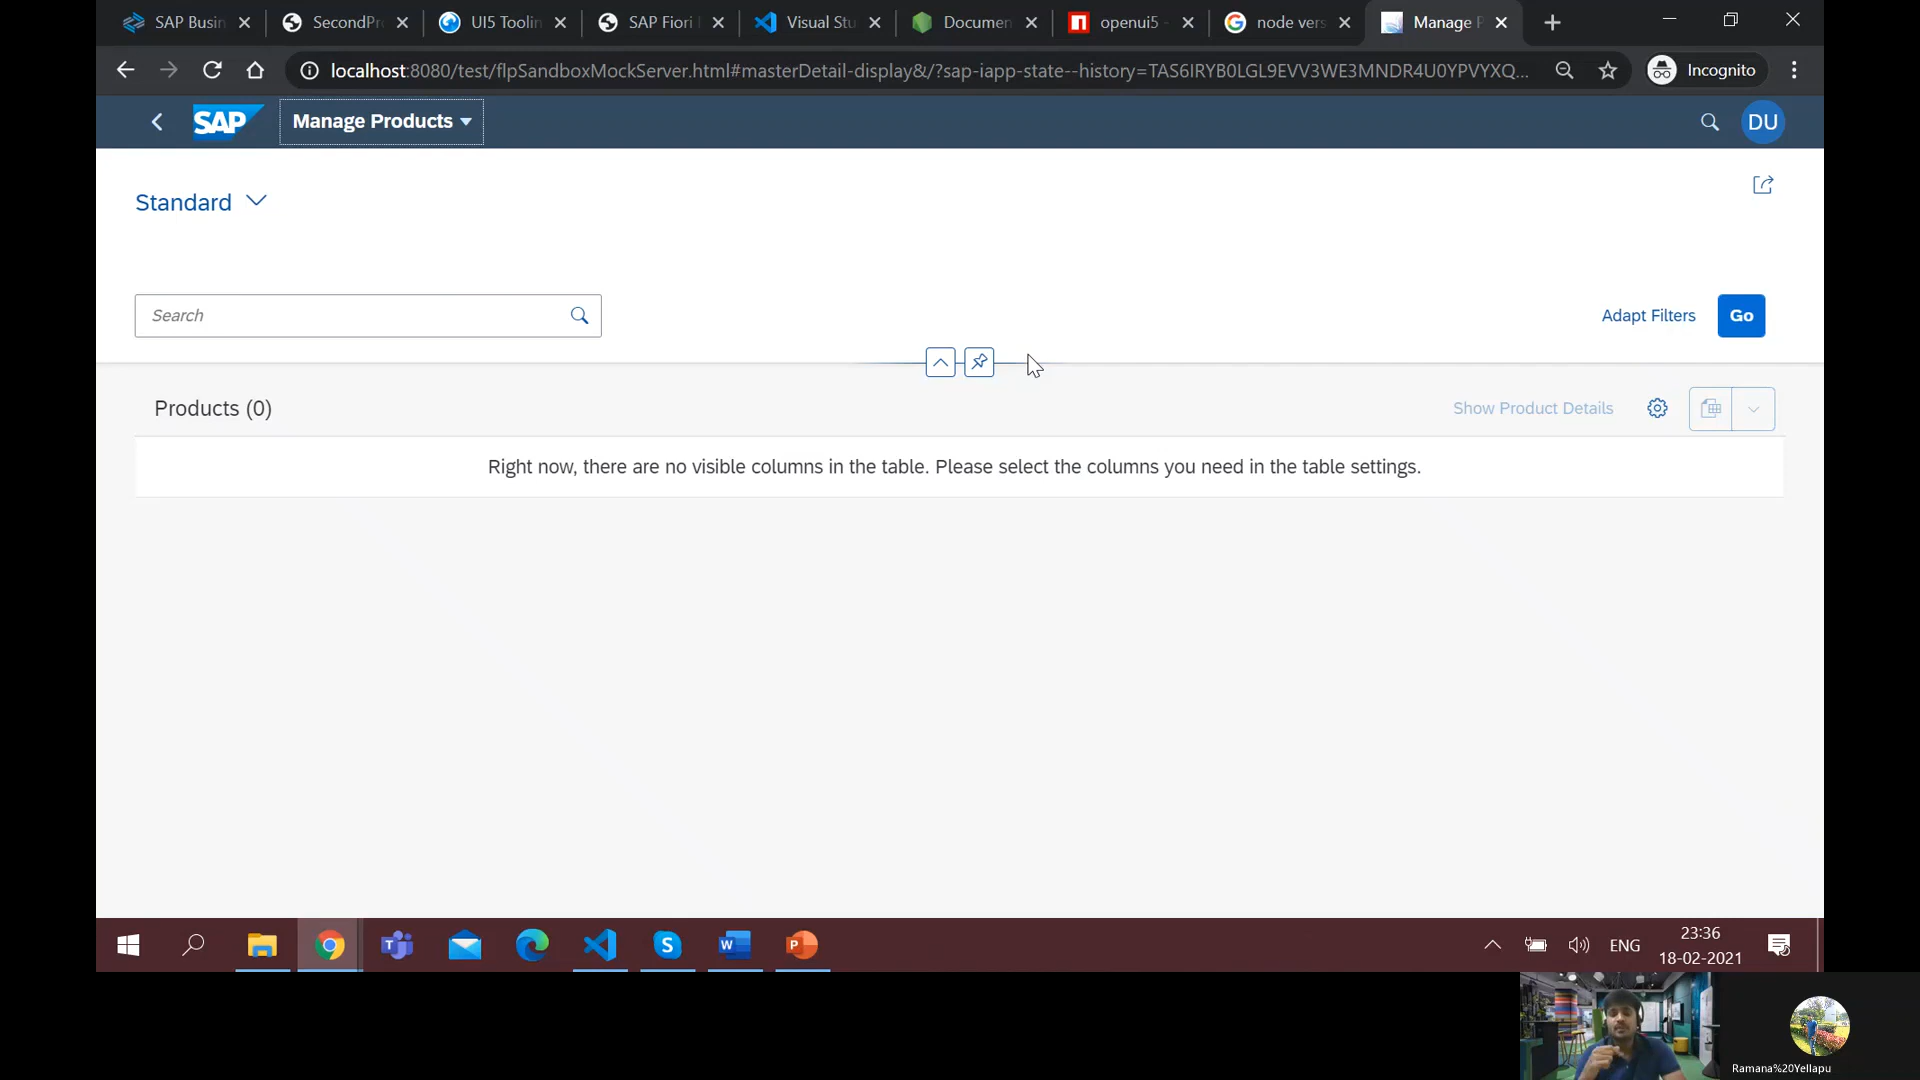 SAP Busin
SecondPr
UI5 Toolin
SAP Fiori
Visual Stu
Documen
openui5 -
node vers
Manage P
localhost:8080/test/flpSandboxMockServer.html#masterDetail-display&/?sap-iapp-state--history=TAS6IRYB0LGL9EVV3WE3MNDR4U0YPVYXQ...
Incognito
SAP
Manage Products
DU
Standard
Search
Adapt Filters
Go
Products (0)
Show Product Details
Right now, there are no visible columns in the table. Please select the columns you need in the table settings.
ENG
23:36
18-02-2021
Ramana%20Yellapu